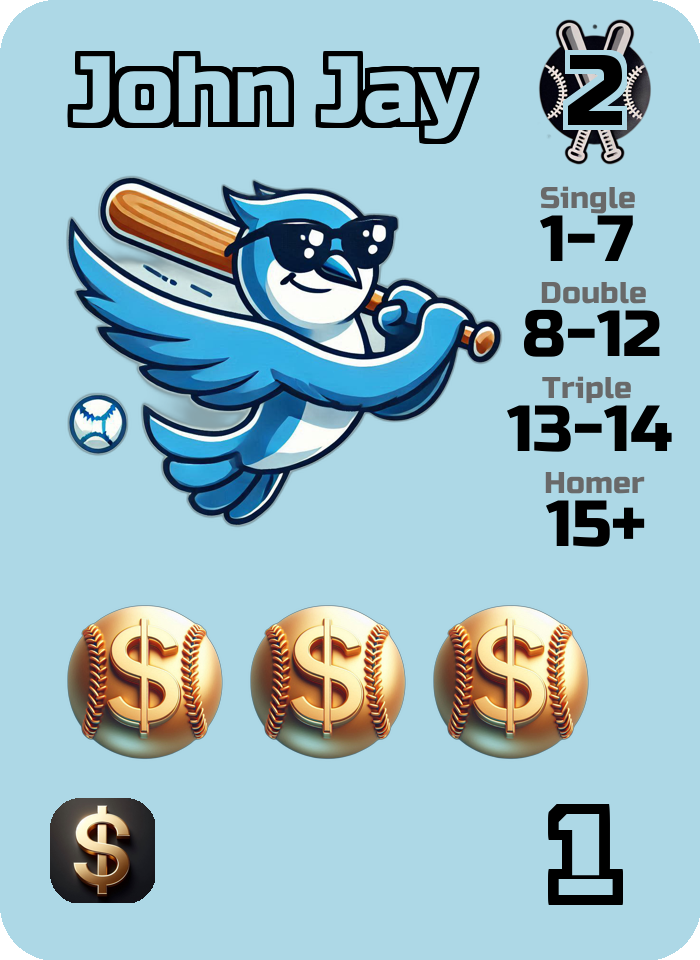 John Jay
2
Single
1-7
Double
8-12
Triple
13-14
Homer
15+
$ $ $
$
1